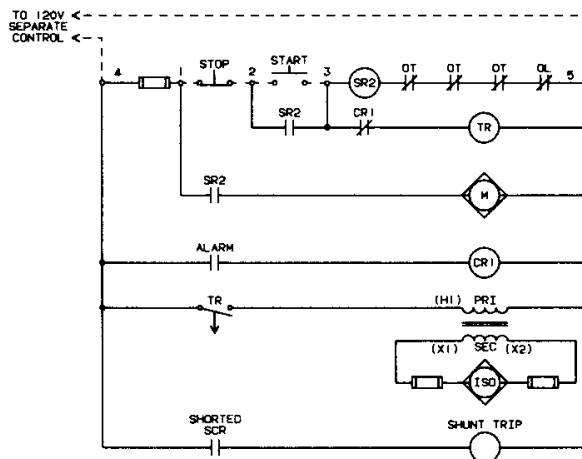 TO 120V
SEPARATE
CONTROL
4
1
STOP
2
START
3
SR2
OT
OT
OT
OL
5
SR2
CR1
TR
SR2
M
ALARM
CR1
TR
(H1) PRI
(X1) SEC (X2)
ISO
SHORTED
SCR
SHUNT TRIP